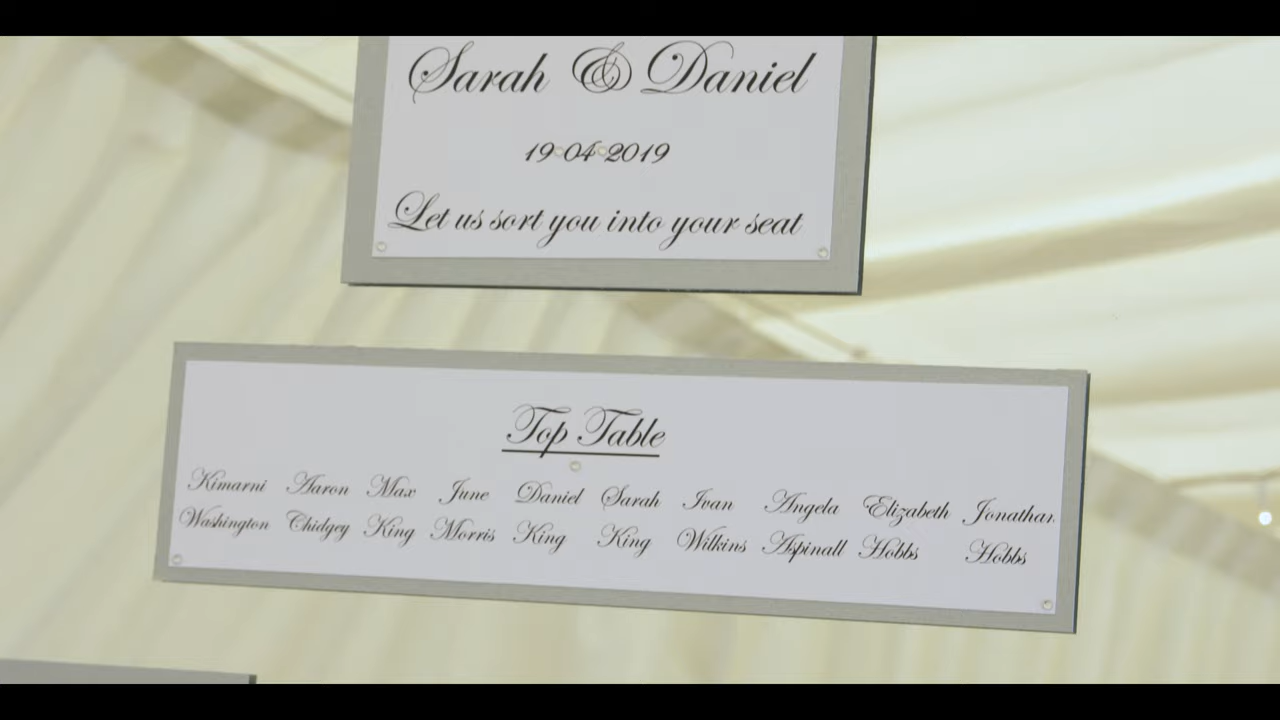 Sarah & Daniel
19-04-2019
Let us sort you into your seat
Top Table
Kimarni Aaron Max June Daniel Sarah Ivan Angela Elizabeth Jonathan
Washington Chidgey King Morris King King Wilkins Aspinall Hobbs Hobbs